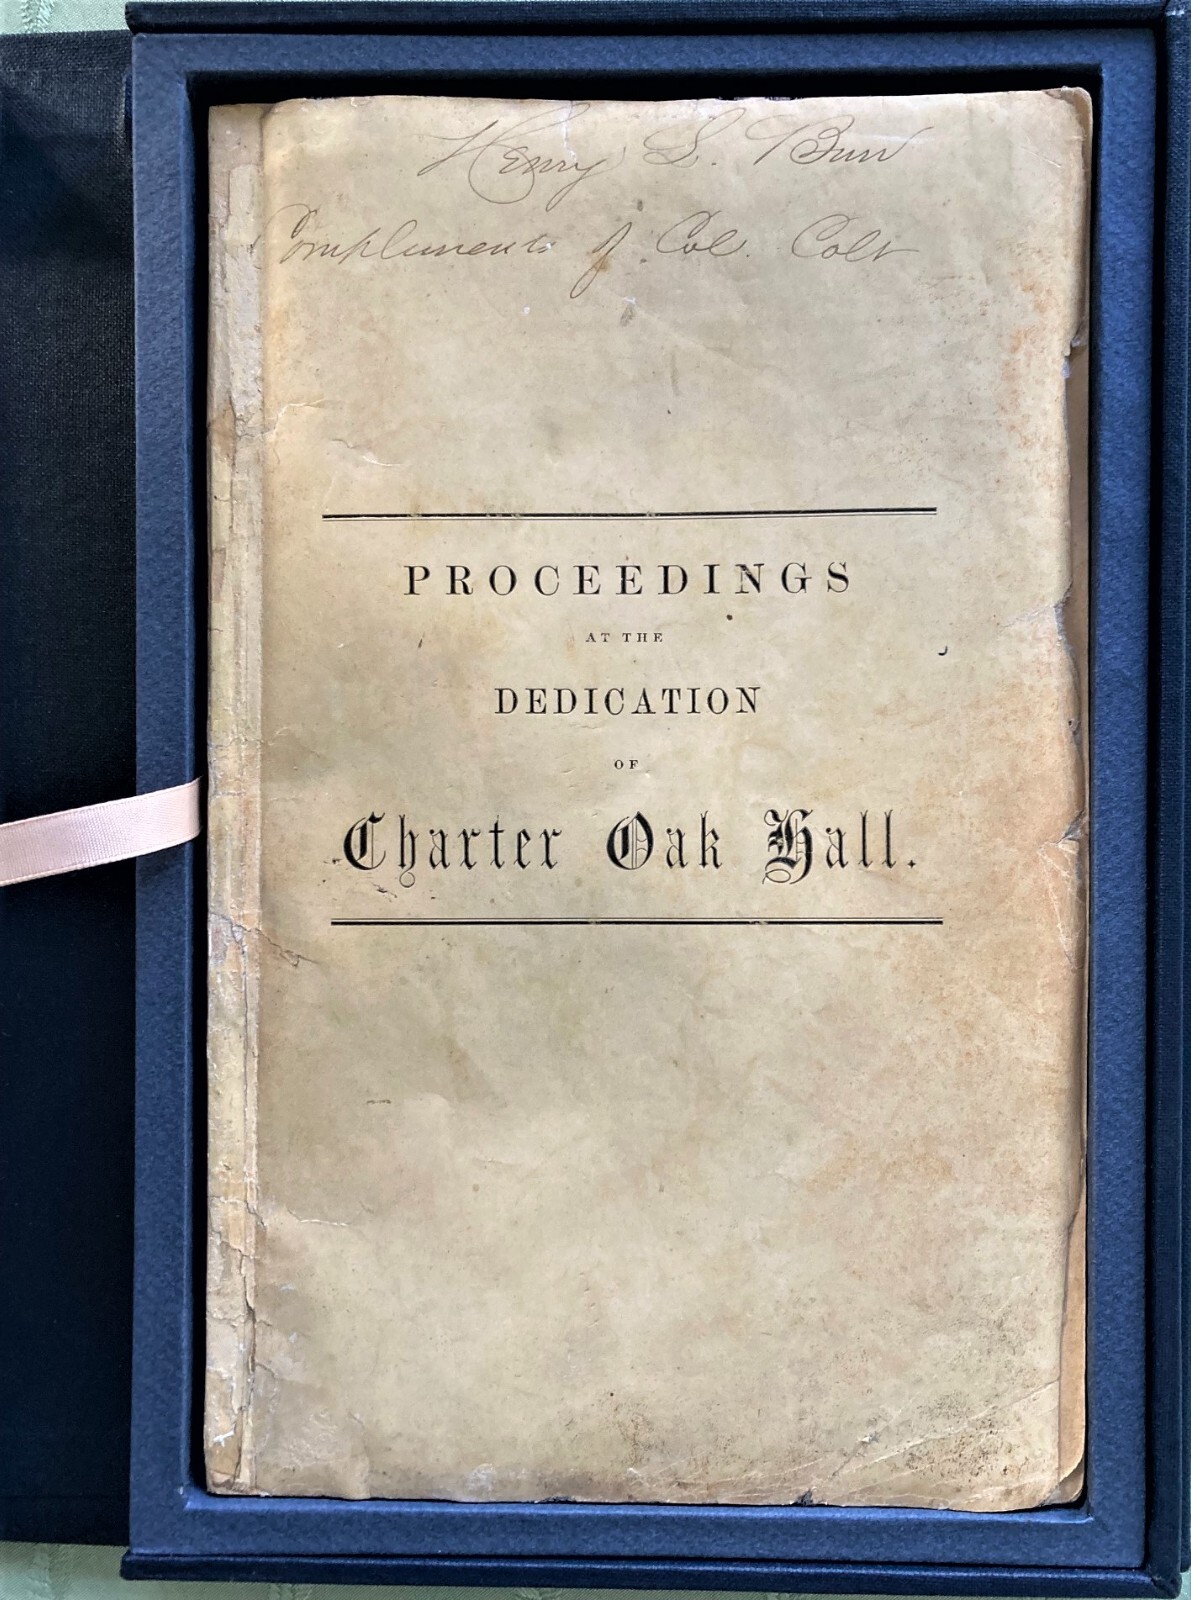 Henry S. Burr
Compliments of Col. Colt
PROCEEDINGS
AT THE
DEDICATION
OF
Charter Oak Hall.